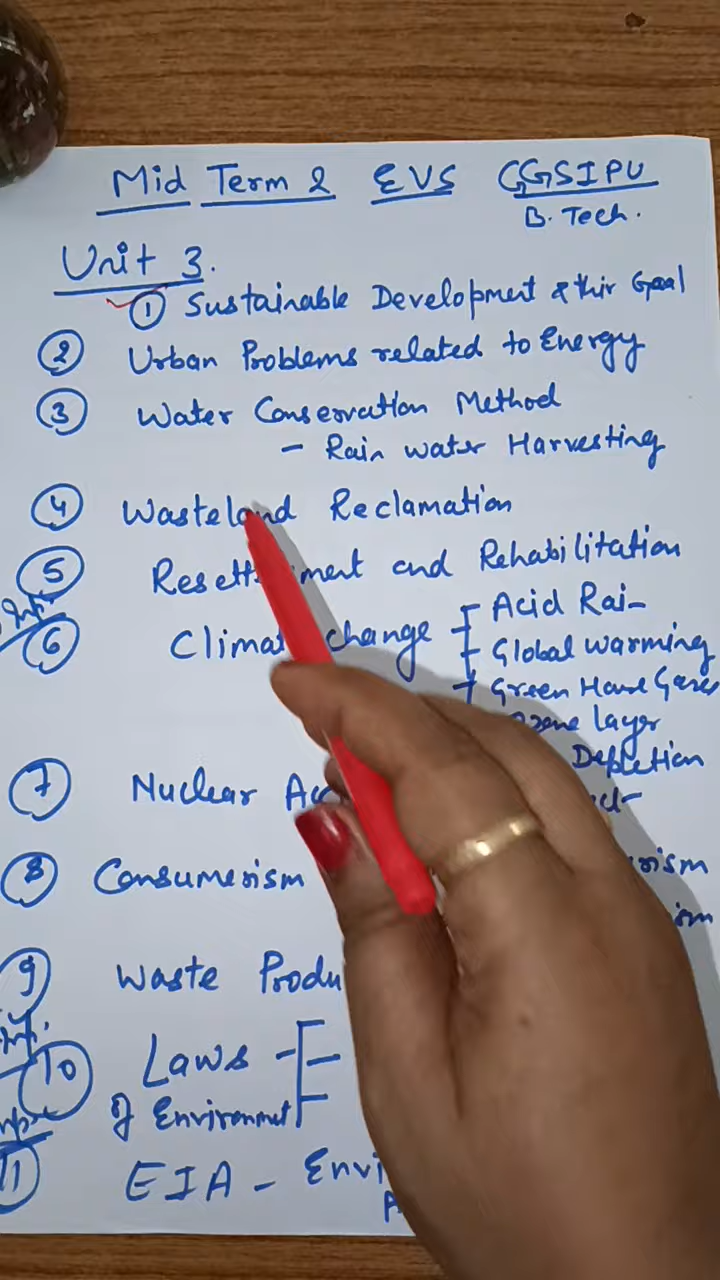 Mid Term 2 EVS GGSIPU
B. Tech.
Unit 3.
① Sustainable Development & thir Goal
② Urban Problems related to Energy
③ Water Conservation Method
- Rain water Harvesting
④ Wasteland Reclamation
⑤ Resettlement and Rehabilitation
⑥ Climate change Acid Rain
Global warming
Green House Gases
Ozone Layer
Depletion
⑦ Nuclear
⑧ Consumerism
⑨ Waste
⑩ Laws
of Environment
11 EIA -